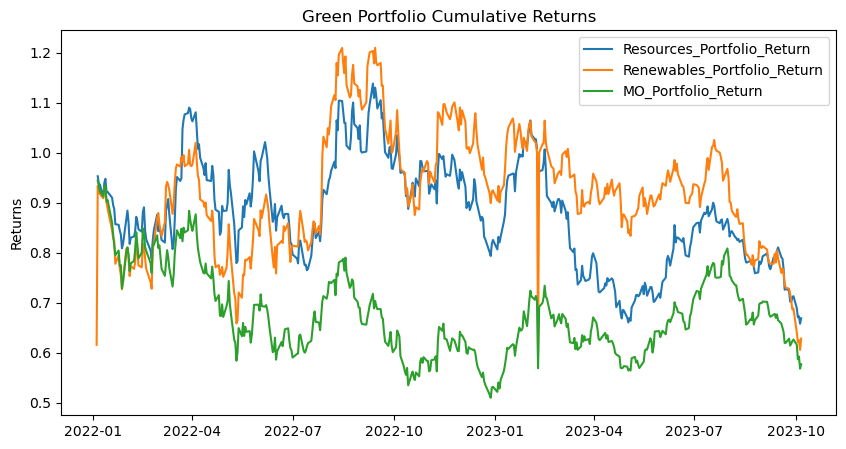 Green Portfolio Cumulative Returns
Resources_Portfolio_Return
Renewables_Portfolio_Return
MO_Portfolio_Return
Returns
1.2
1.1
1.0
0.9
0.8
0.7
0.6
0.5
2022-01 2022-04 2022-07 2022-10 2023-01 2023-04 2023-07 2023-10